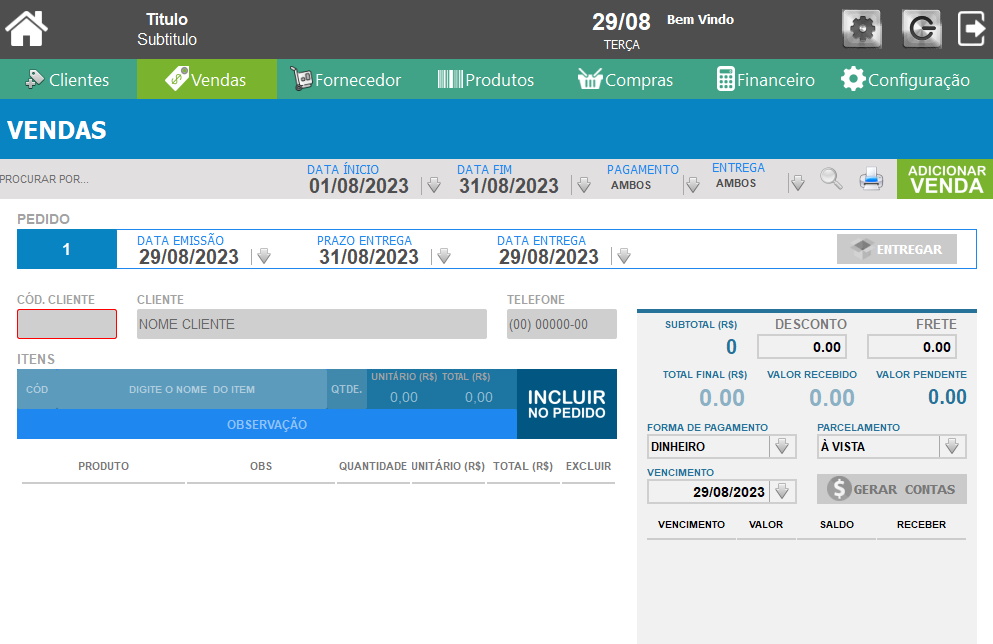 Titulo
Subtitulo
29/08
TERÇA
Bem Vindo
Clientes
Vendas
Fornecedor
Produtos
Compras
Financeiro
Configuração
VENDAS
PROCURAR POR...
DATA ÍNICIO
01/08/2023
DATA FIM
31/08/2023
PAGAMENTO
AMBOS
ENTREGA
AMBOS
ADICIONAR
VENDA
PEDIDO
1
DATA EMISSÃO
29/08/2023
PRAZO ENTREGA
31/08/2023
DATA ENTREGA
29/08/2023
ENTREGAR
CÓD. CLIENTE
CLIENTE
NOME CLIENTE
TELEFONE
(00) 00000-00
ITENS
CÓD
DIGITE O NOME DO ITEM
QTDE.
UNITÁRIO (R$)
0,00
TOTAL (R$)
0,00
INCLUIR
NO PEDIDO
OBSERVAÇÃO
PRODUTO
OBS
QUANTIDADE
UNITÁRIO (R$)
TOTAL (R$)
EXCLUIR
SUBTOTAL (R$)
0
DESCONTO
0.00
FRETE
0.00
TOTAL FINAL (R$)
0.00
VALOR RECEBIDO
0.00
VALOR PENDENTE
0.00
FORMA DE PAGAMENTO
DINHEIRO
PARCELAMENTO
À VISTA
VENCIMENTO
29/08/2023
$ GERAR CONTAS
VENCIMENTO
VALOR
SALDO
RECEBER